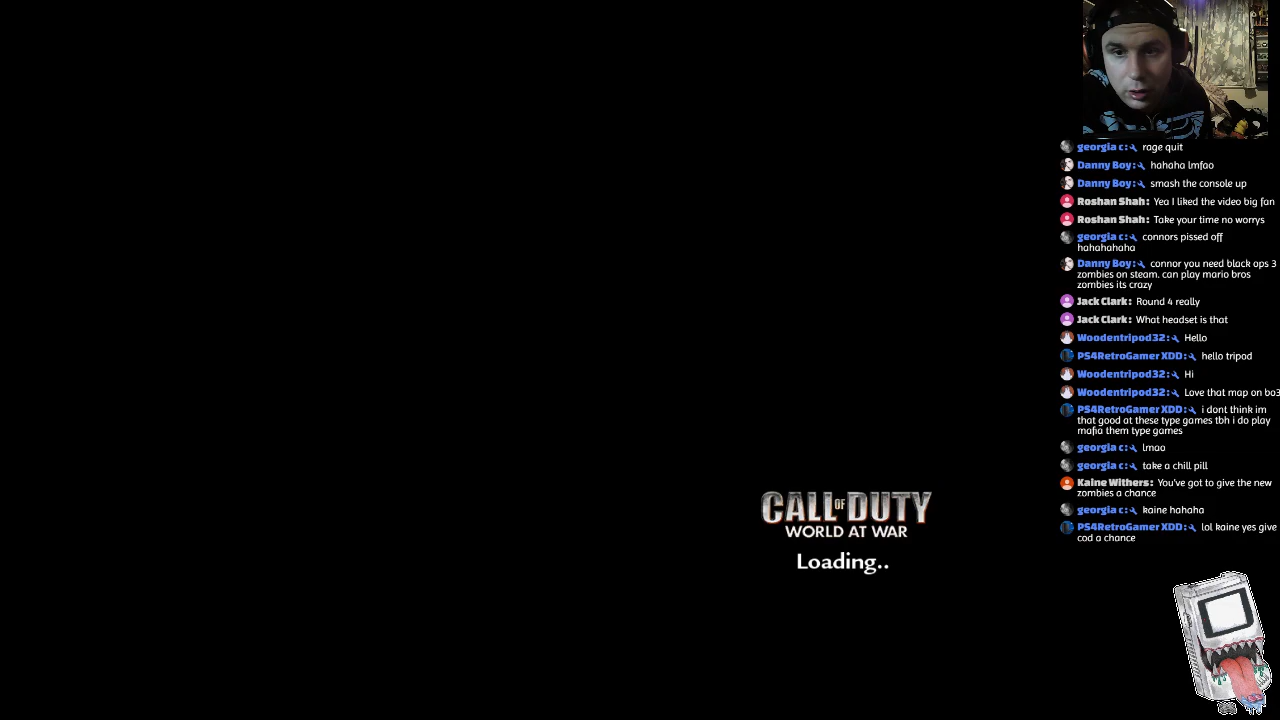 georgia c: rage quit
Danny Boy: hahaha lmfao
Danny Boy: smash the console up
Roshan Shah: Yea I liked the video big fan
Roshan Shah: Take your time no worrys
georgia c: connors pissed off
hahahahaha
Danny Boy: connor you need black ops 3
zombies on steam. can play mario bros
zombies its crazy
Jack Clark: Round 4 really
Jack Clark: What headset is that
Woodentripod32: Hello
PS4RetroGamer XDD: hello tripod
Woodentripod32: Hi
Woodentripod32: Love that map on bo3
PS4RetroGamer XDD: i dont think im
that good at these type games tbh i do play
mafia them type games
georgia c: lmao
georgia c: take a chill pill
Kaine Withers: You've got to give the new
zombies a chance
georgia c: kaine hahaha
PS4RetroGamer XDD: lol kaine yes give
cod a chance
CALL OF DUTY
WORLD AT WAR
Loading..